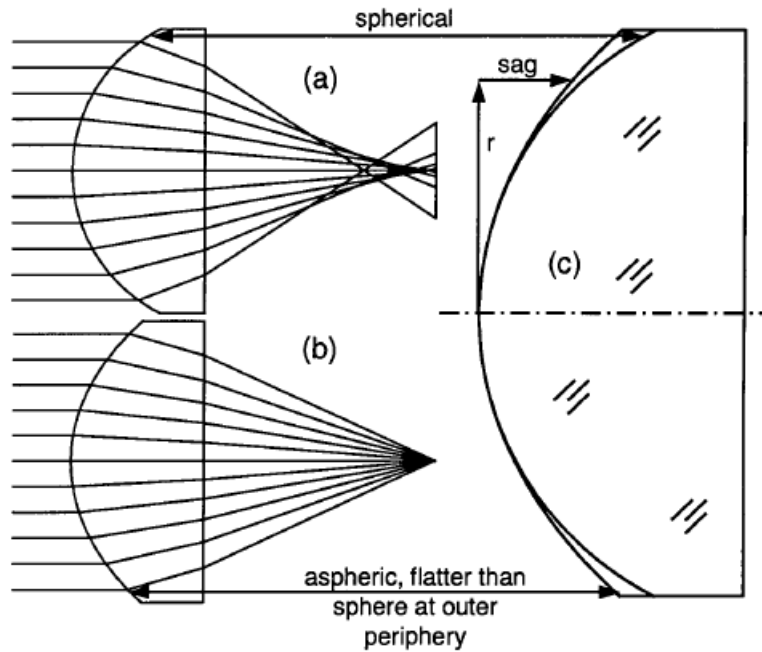 spherical
(a)
sag
r
(c)
(b)
aspheric, flatter than
sphere at outer
periphery